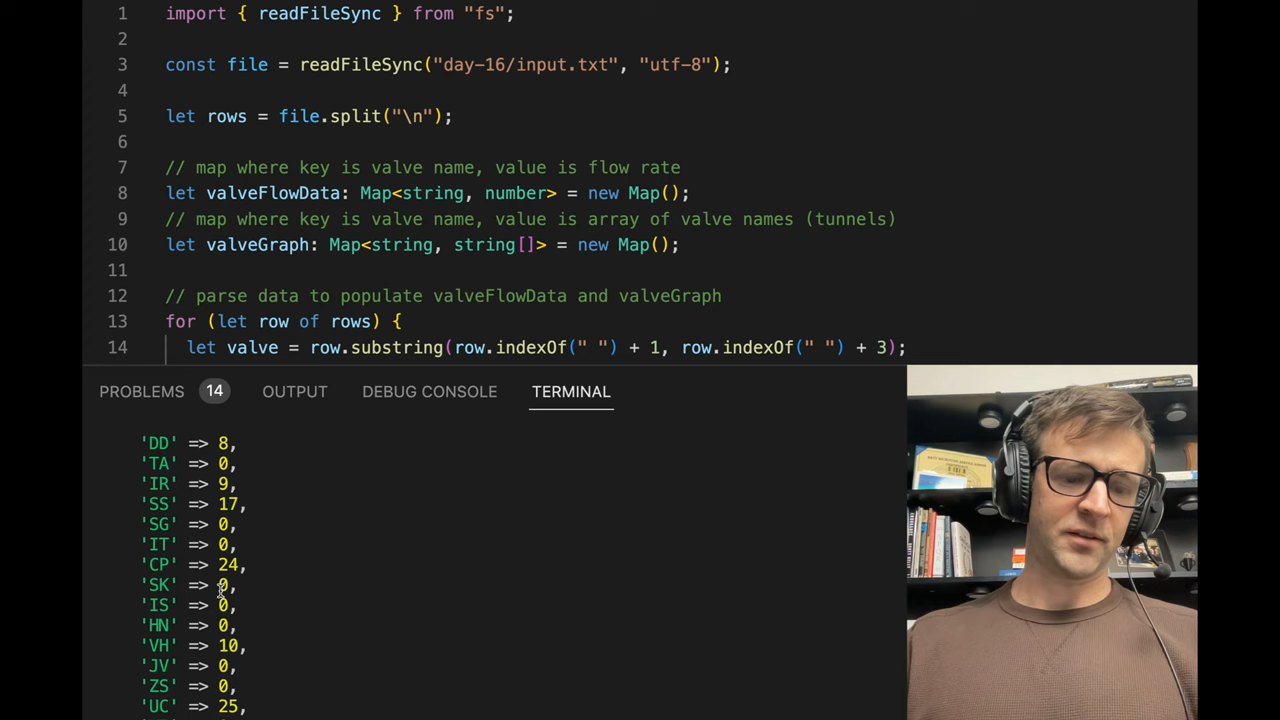 1 import { readFileSync } from "fs";
2
3 const file = readFileSync("day-16/input.txt", "utf-8");
4
5 let rows = file.split("\n");
6
7 // map where key is valve name, value is flow rate
8 let valveFlowData: Map<string, number> = new Map();
9 // map where key is valve name, value is array of valve names (tunnels)
10 let valveGraph: Map<string, string[]> = new Map();
11
12 // parse data to populate valveFlowData and valveGraph
13 for (let row of rows) {
14 let valve = row.substring(row.indexOf(" ") + 1, row.indexOf(" ") + 3);
PROBLEMS 14 OUTPUT DEBUG CONSOLE TERMINAL
'DD' => 8,
'TA' => 0,
'IR' => 9,
'SS' => 17,
'SG' => 0,
'IT' => 0,
'CP' => 24,
'SK' => 0,
'IS' => 0,
'HN' => 0,
'VH' => 10,
'JV' => 0,
'ZS' => 0,
'UC' => 25,